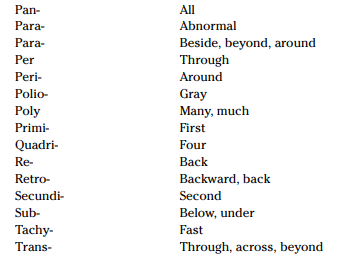 Pan- All
Para- Abnormal
Para- Beside, beyond, around
Per Through
Peri- Around
Polio- Gray
Poly Many, much
Primi- First
Quadri- Four
Re- Back
Retro- Backward, back
Secundi- Second
Sub- Below, under
Tachy- Fast
Trans- Through, across, beyond